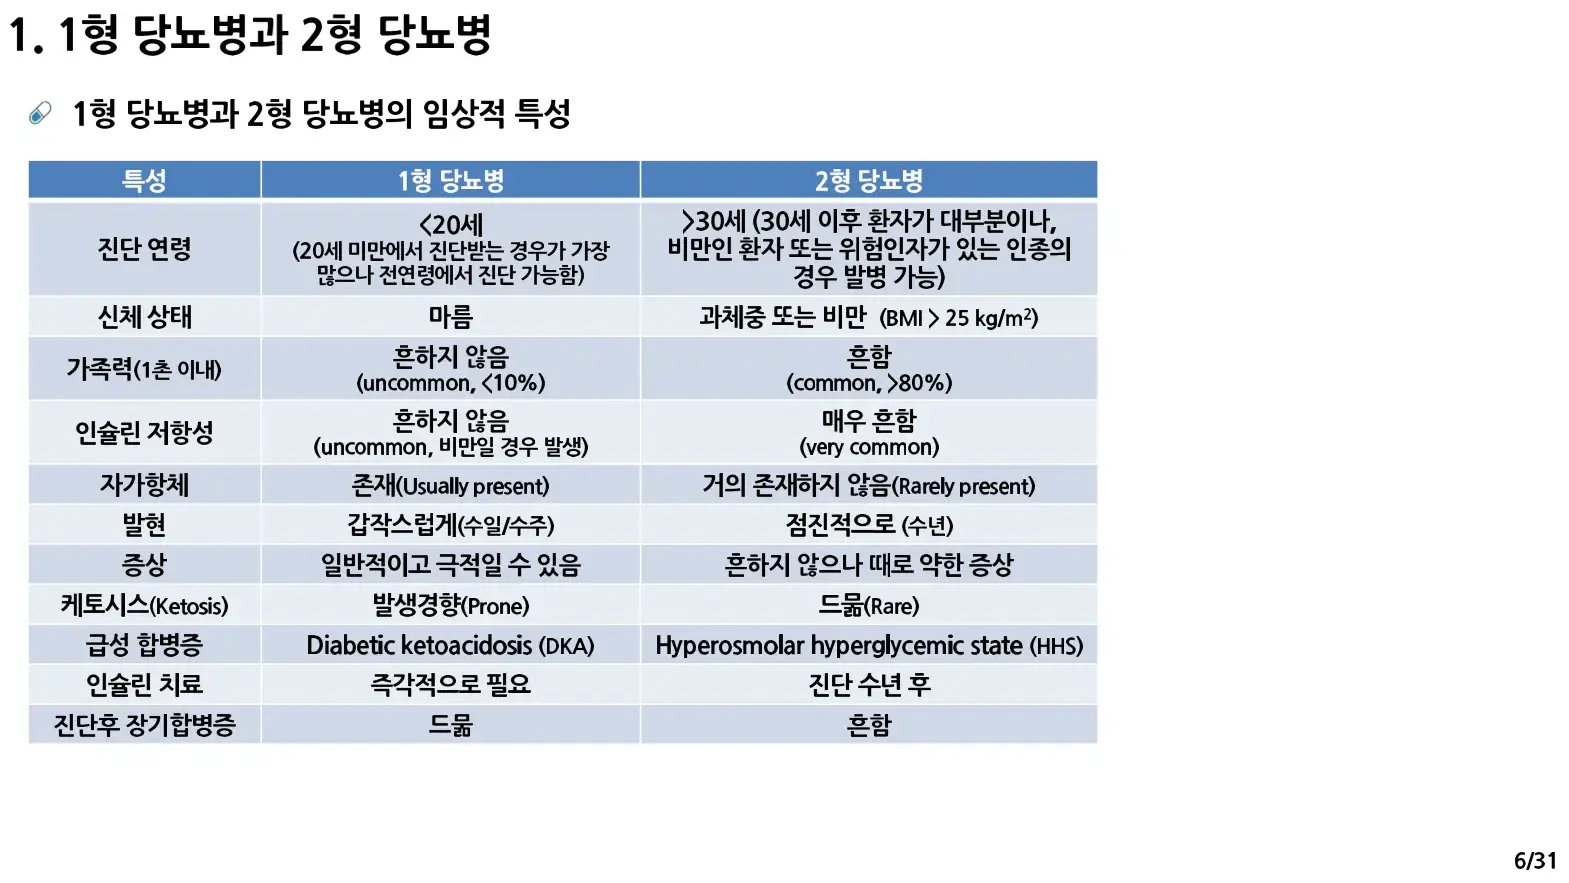 1. 1형 당뇨병과 2형 당뇨병
1형 당뇨병과 2형 당뇨병의 임상적 특성
특성 1형 당뇨병 2형 당뇨병
진단 연령
<20세
(20세 미만에서 진단받는 경우가 가장
많으나 전연령에서 진단 가능함)
>30세 (30세 이후 환자가 대부분이나,
비만인 환자 또는 위험인자가 있는 인종의
경우 발병 가능)
신체 상태 마름 과체중 또는 비만 (BMI > 25 kg/m²)
가족력(1촌 이내)
흔하지 않음
(uncommon, <10%)
흔함
(common, >80%)
인슐린 저항성
흔하지 않음
(uncommon, 비만일 경우 발생)
매우 흔함
(very common)
자가항체 존재(Usually present) 거의 존재하지 않음(Rarely present)
발현 갑작스럽게(수일/수주) 점진적으로 (수년)
증상 일반적이고 극적일 수 있음 흔하지 않으나 때로 약한 증상
케토시스(Ketosis) 발생경향(Prone) 드묾(Rare)
급성 합병증 Diabetic ketoacidosis (DKA) Hyperosmolar hyperglycemic state (HHS)
인슐린 치료 즉각적으로 필요 진단 수년 후
진단후 장기합병증 드묾 흔함
6/31